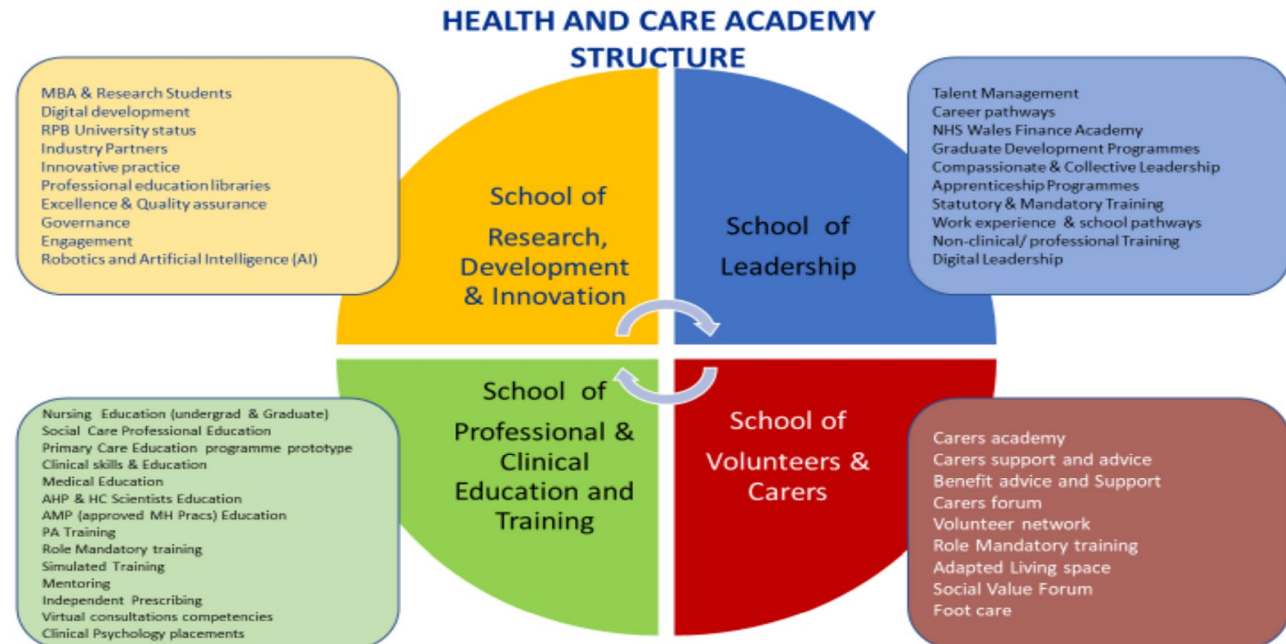 HEALTH AND CARE ACADEMY
STRUCTURE
MBA & Research Students
Digital development
RPB University status
Industry Partners
Innovative practice
Professional education libraries
Excellence & Quality assurance
Governance
Engagement
Robotics and Artificial Intelligence (AI)
School of
Research,
Development
& Innovation
School of
Leadership
Talent Management
Career pathways
NHS Wales Finance Academy
Graduate Development Programmes
Compassionate & Collective Leadership
Apprenticeship Programmes
Statutory & Mandatory Training
Work experience & school pathways
Non-clinical/ professional Training
Digital Leadership
Nursing Education (undergrad & Graduate)
Social Care Professional Education
Primary Care Education programme prototype
Clinical skills & Education
Medical Education
AHP & HC Scientists Education
AMP (approved MH Pracs) Education
PA Training
Role Mandatory training
Simulated Training
Mentoring
Independent Prescribing
Virtual consultations competencies
Clinical Psychology placements
School of
Professional &
Clinical
Education and
Training
School of
Volunteers &
Carers
Carers academy
Carers support and advice
Benefit advice and Support
Carers forum
Volunteer network
Role Mandatory training
Adapted Living space
Social Value Forum
Foot care